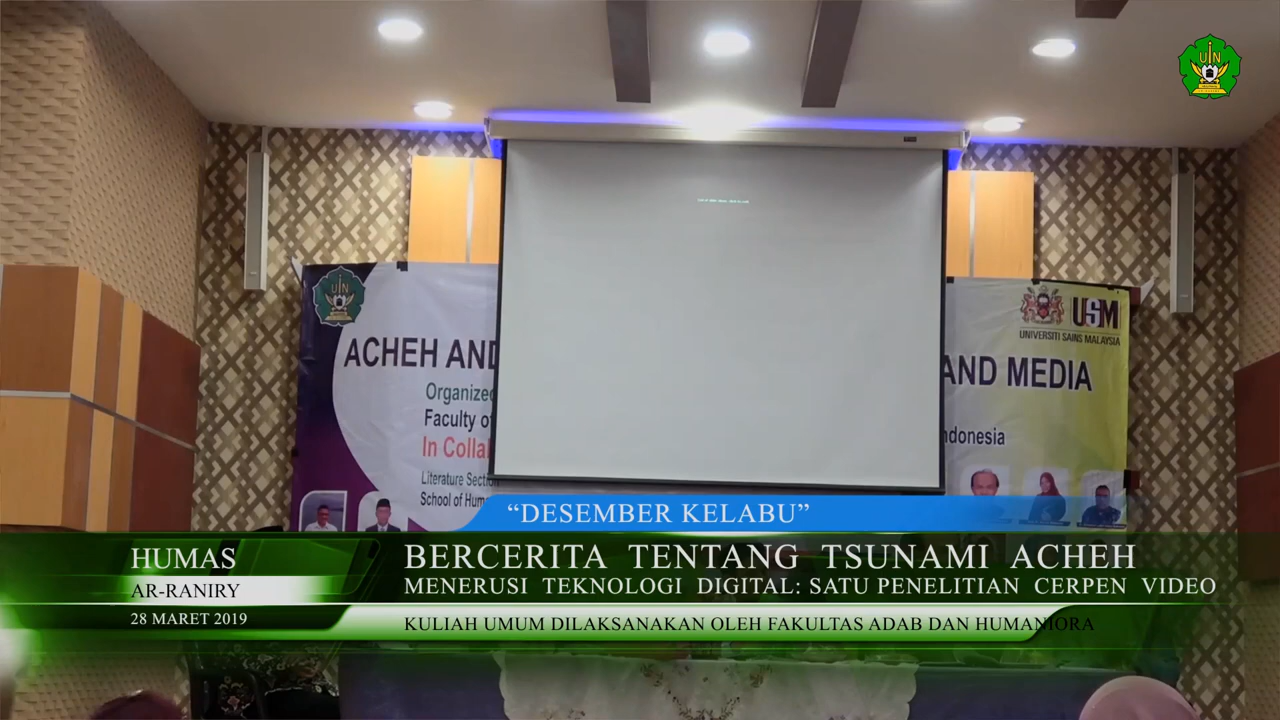 UIN
UIN
ACHEH AND
AND MEDIA
USM
UNIVERSITI SAINS MALAYSIA
Organized
Faculty of
In Collab
ndonesia
Literature Section
School of Huma
“DESEMBER KELABU”
HUMAS
AR-RANIRY
28 MARET 2019
BERCERITA TENTANG TSUNAMI ACHEH
MENERUSI TEKNOLOGI DIGITAL: SATU PENELITIAN CERPEN VIDEO
KULIAH UMUM DILAKSANAKAN OLEH FAKULTAS ADAB DAN HUMANIORA